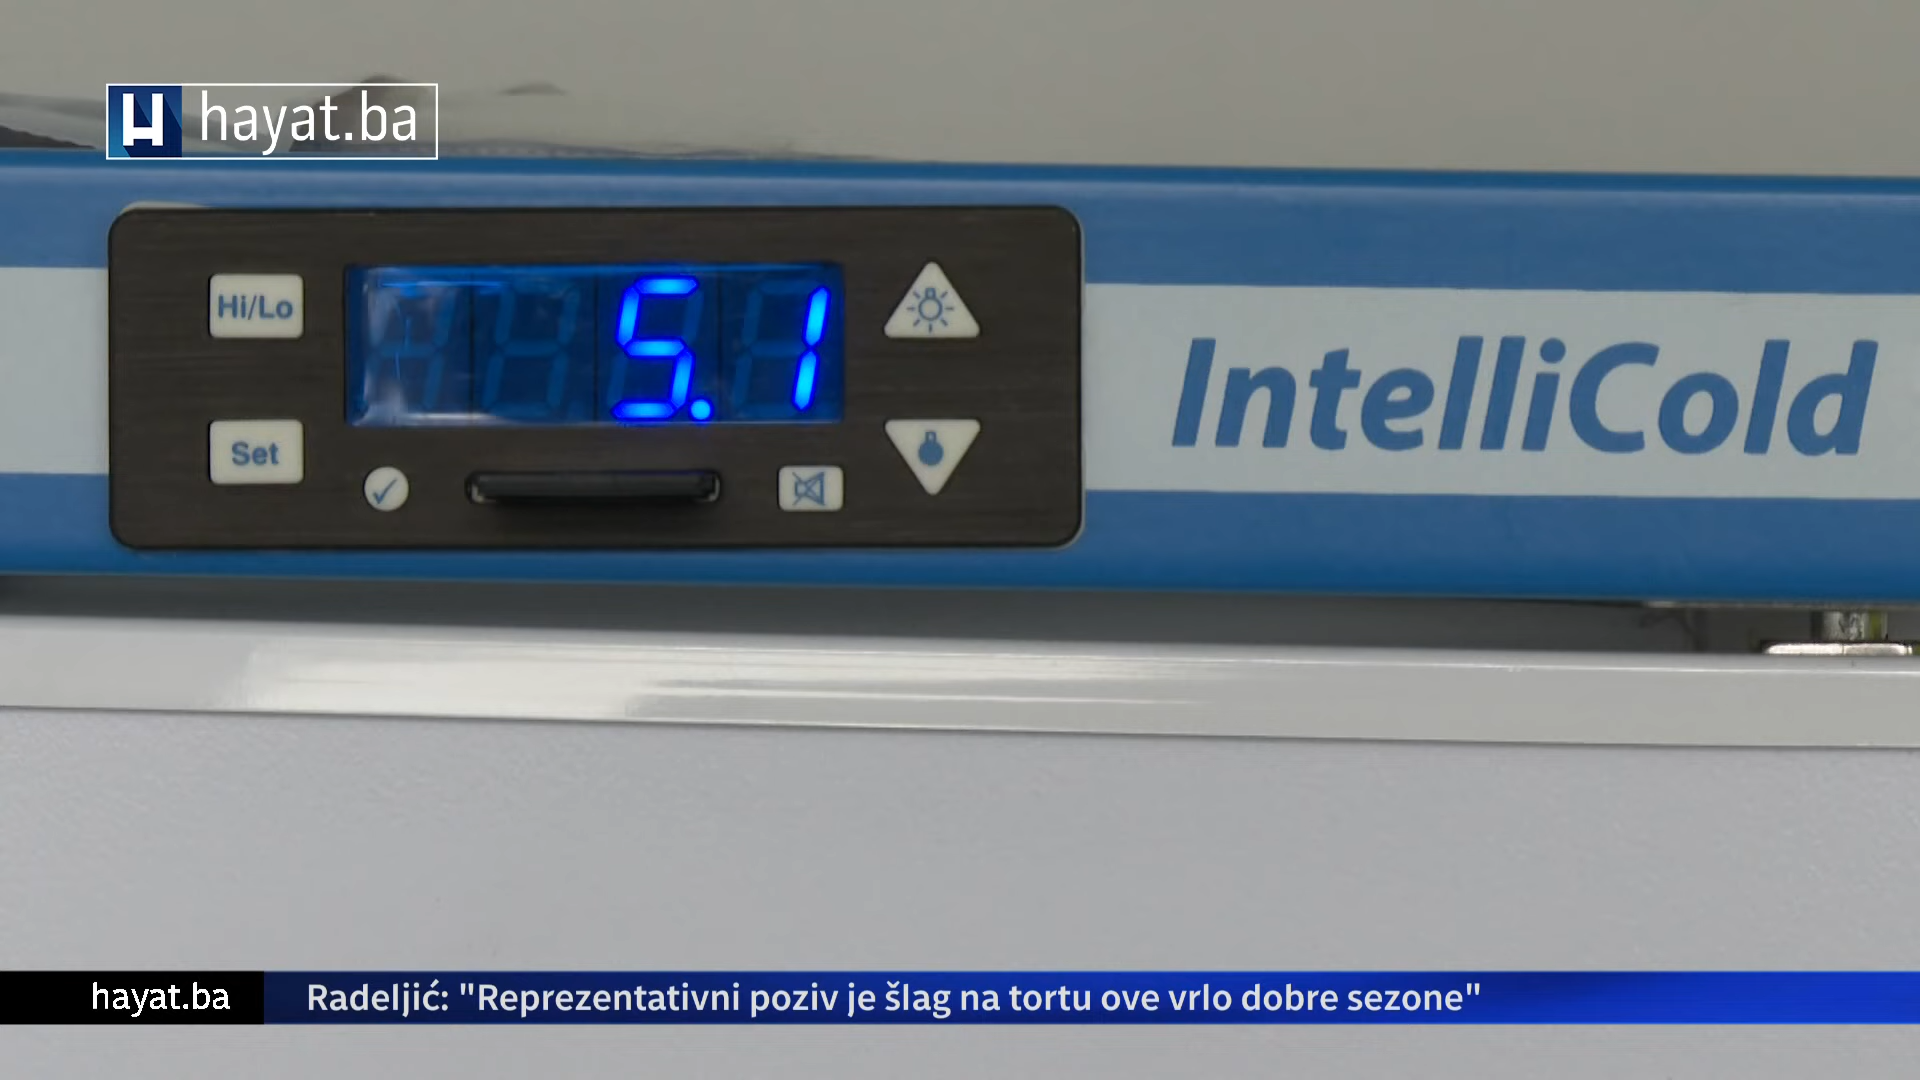 hayat.ba
Hi/Lo
5.1
Set
IntelliCold
hayat.ba
Radeljić: "Reprezentativni poziv je šlag na tortu ove vrlo dobre sezone"